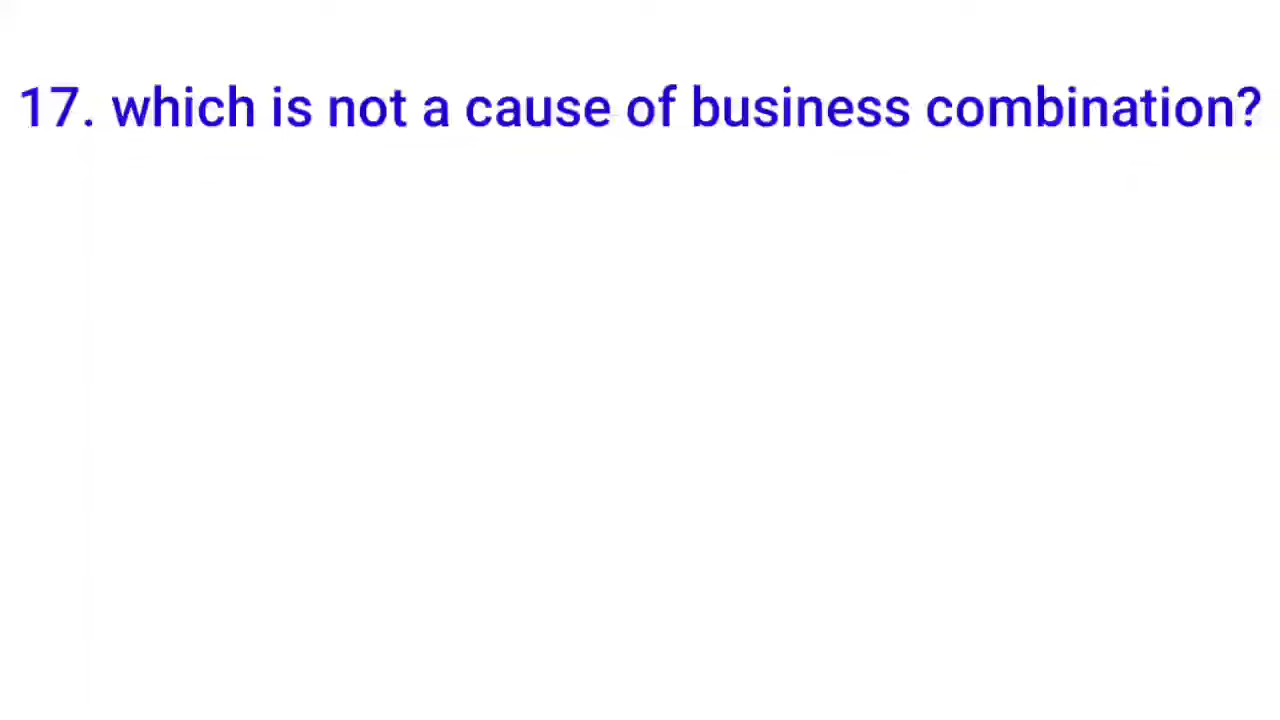 17. which is not a cause of business combination?